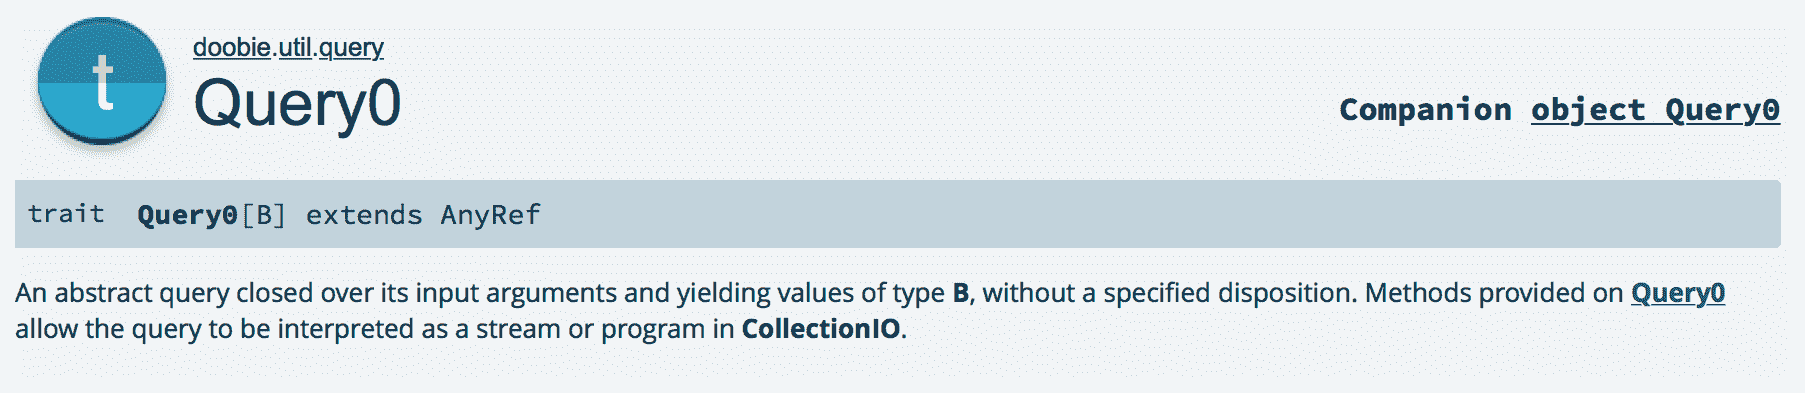 t
doobie.util.query
Query0
Companion object Query0
trait Query0[B] extends AnyRef
An abstract query closed over its input arguments and yielding values of type B, without a specified disposition. Methods provided on Query0
allow the query to be interpreted as a stream or program in CollectionIO.